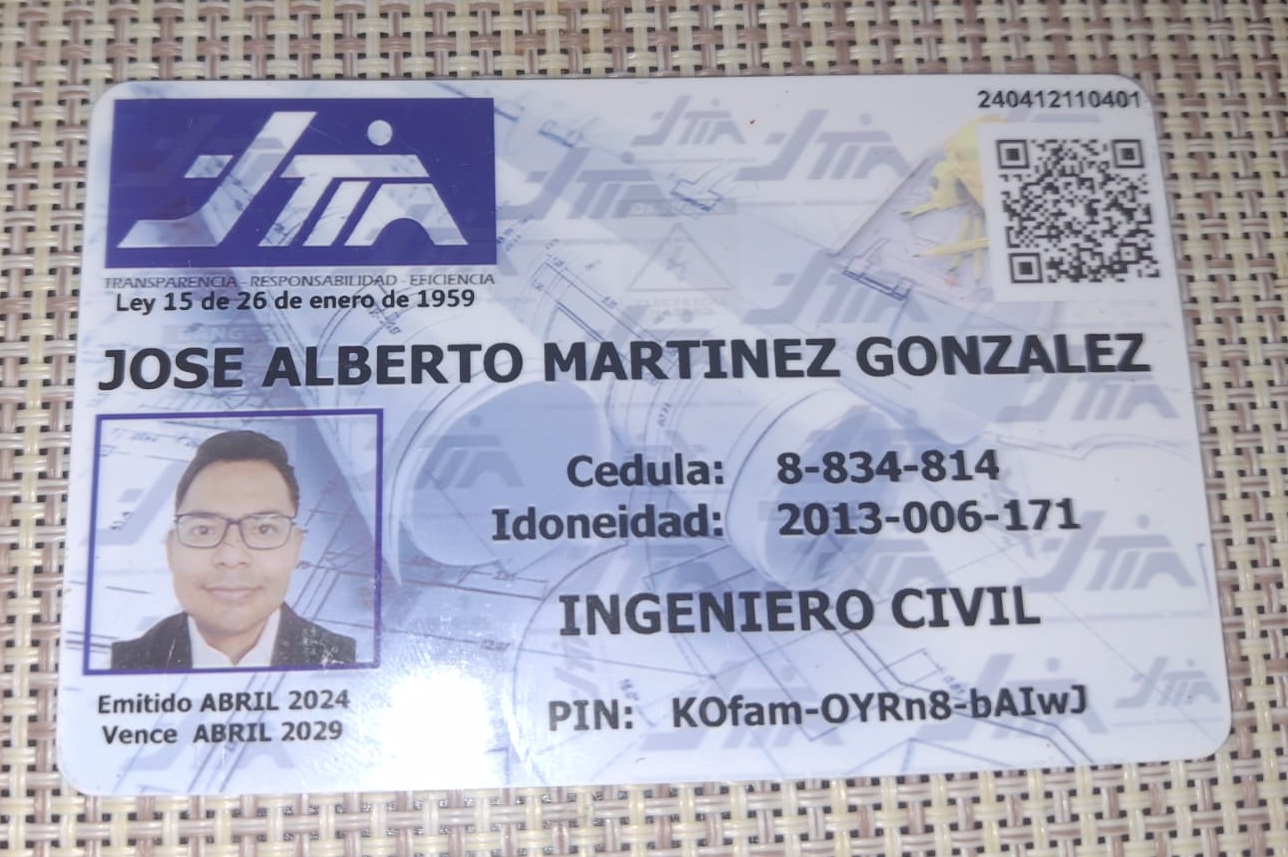 240412110401
JTIA
TRANSPARENCIA - RESPONSABILIDAD - EFICIENCIA
Ley 15 de 26 de enero de 1959
JOSE ALBERTO MARTINEZ GONZALEZ
Cedula: 8-834-814
Idoneidad: 2013-006-171
INGENIERO CIVIL
Emitido ABRIL 2024
Vence ABRIL 2029
PIN: KOfam-OYRn8-bAIwJ